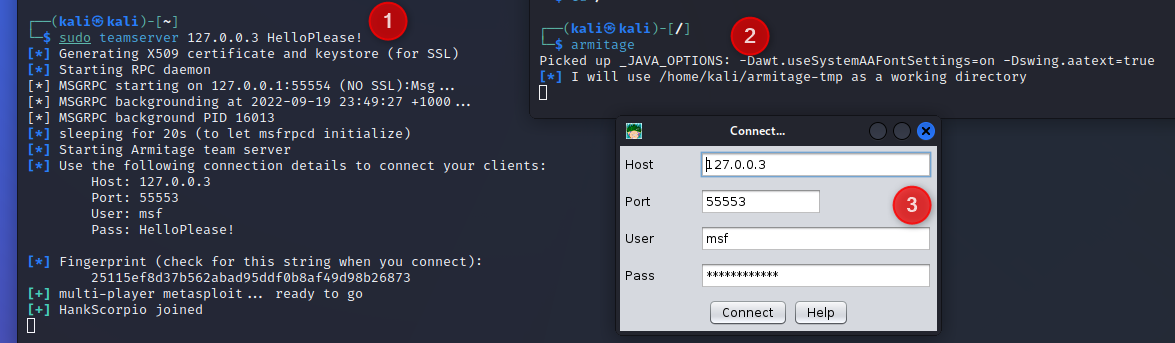 ┌──(kali㉿kali)-[~]
└─$ sudo teamserver 127.0.0.3 HelloPlease!
[*] Generating X509 certificate and keystore (for SSL)
[*] Starting RPC daemon
[*] MSGRPC starting on 127.0.0.1:55554 (NO SSL):Msg...
[*] MSGRPC backgrounding at 2022-09-19 23:49:27 +1000...
[*] MSGRPC background PID 16013
[*] sleeping for 20s (to let msfrpcd initialize)
[*] Starting Armitage team server
[*] Use the following connection details to connect your clients:
Host: 127.0.0.3
Port: 55553
User: msf
Pass: HelloPlease!
[*] Fingerprint (check for this string when you connect):
25115ef8d37b562abad95ddf0b8af49d98b26873
[+] multi-player metasploit... ready to go
[+] HankScorpio joined
1
┌──(kali㉿kali)-[/]
└─$ armitage
Picked up _JAVA_OPTIONS: -Dawt.useSystemAAFontSettings=on -Dswing.aatext=true
[*] I will use /home/kali/armitage-tmp as a working directory
2
Connect...
Host 127.0.0.3
Port 55553
User msf
Pass ************
Connect Help
3